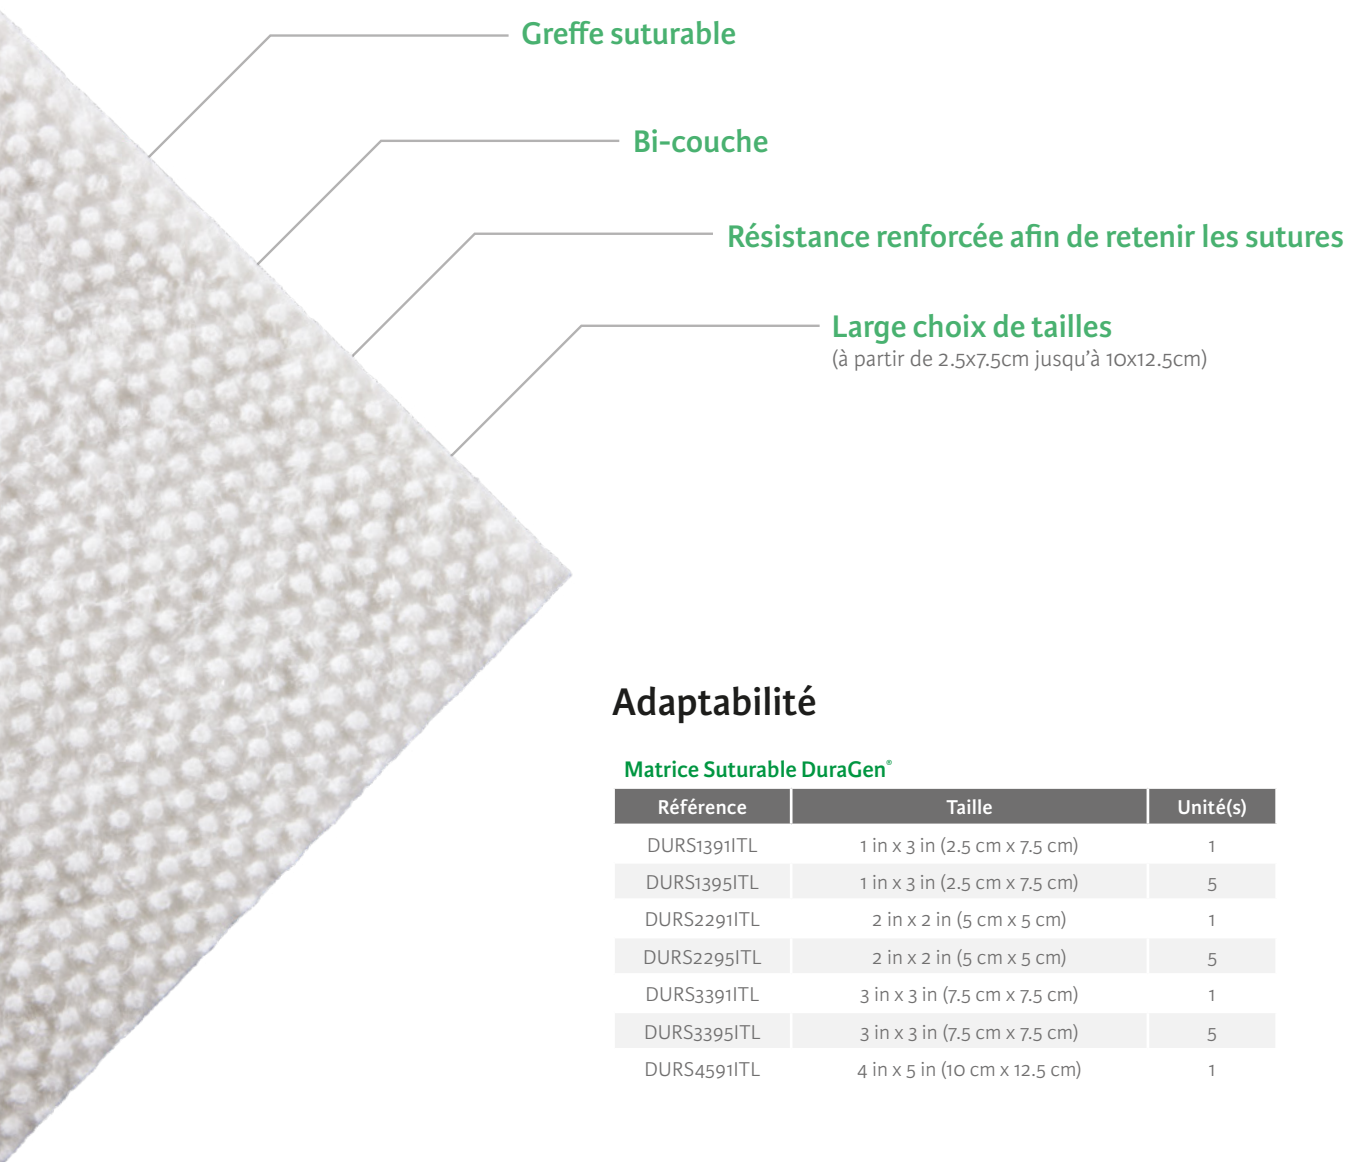 Greffe suturable
Bi-couche
Résistance renforcée afin de retenir les sutures
Large choix de tailles
(à partir de 2.5x7.5cm jusqu'à 10x12.5cm)
Adaptabilité
Matrice Suturable DuraGen®
Référence Taille Unité(s)
DURS1391ITL 1 in x 3 in (2.5 cm x 7.5 cm) 1
DURS1395ITL 1 in x 3 in (2.5 cm x 7.5 cm) 5
DURS2291ITL 2 in x 2 in (5 cm x 5 cm) 1
DURS2295ITL 2 in x 2 in (5 cm x 5 cm) 5
DURS3391ITL 3 in x 3 in (7.5 cm x 7.5 cm) 1
DURS3395ITL 3 in x 3 in (7.5 cm x 7.5 cm) 5
DURS4591ITL 4 in x 5 in (10 cm x 12.5 cm) 1